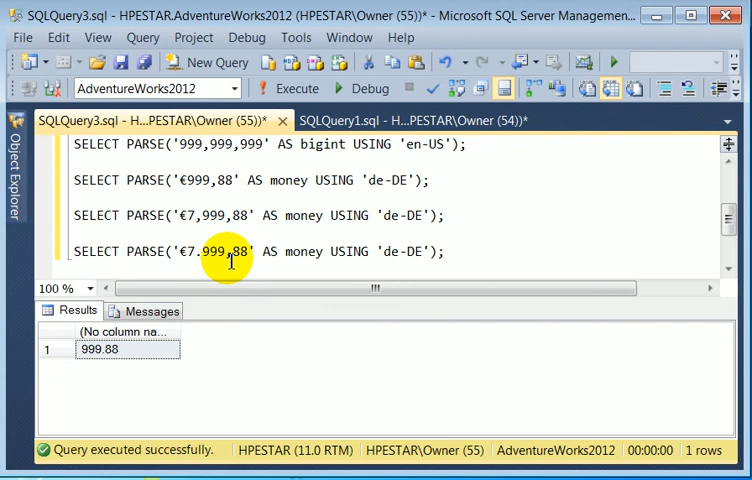 SQLQuery3.sql - HPESTAR.AdventureWorks2012 (HPESTAR\Owner (55))* - Microsoft SQL Server Managemen...
File Edit View Query Project Debug Tools Window Help
New Query
AdventureWorks2012 Execute Debug
SQLQuery3.sql - H...PESTAR\Owner (55))* SQLQuery1.sql - H...PESTAR\Owner (54))*
Object Explorer
SELECT PARSE('999,999,999' AS bigint USING 'en-US');
SELECT PARSE('€999,88' AS money USING 'de-DE');
SELECT PARSE('€7,999,88' AS money USING 'de-DE');
SELECT PARSE('€7.999,88' AS money USING 'de-DE');
100 %
Results Messages
(No column na...
1 999.88
Query executed successfully. HPESTAR (11.0 RTM) HPESTAR\Owner (55) AdventureWorks2012 00:00:00 1 rows